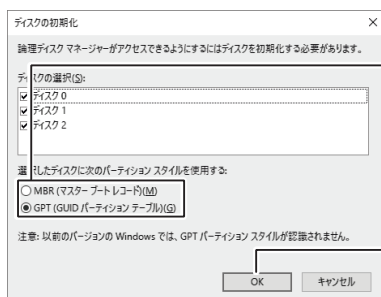 ディスクの初期化
論理ディスク マネージャーがアクセスできるようにするにはディスクを初期化する必要があります。
ディスクの選択(S):
ディスク 0
ディスク 1
ディスク 2
選択したディスクに次のパーティション スタイルを使用する:
MBR (マスター ブート レコード)(M)
GPT (GUID パーティション テーブル)(G)
注意: 以前のバージョンの Windows では、GPT パーティション スタイルが認識されません。
OK キャンセル